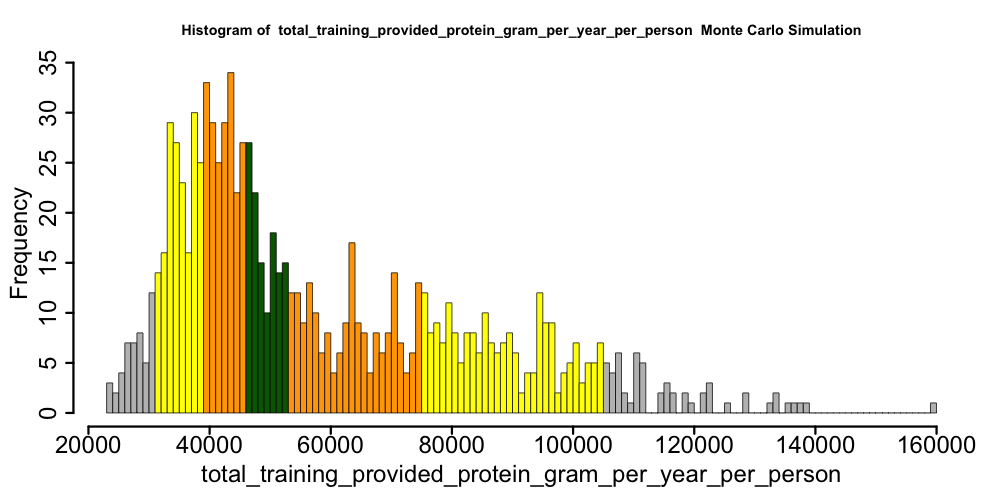 Histogram of  total_training_provided_protein_gram_per_year_per_person  Monte Carlo Simulation
35
30
25
20
15
10
5
0
Frequency
20000 40000 60000 80000 100000 120000 140000 160000
total_training_provided_protein_gram_per_year_per_person